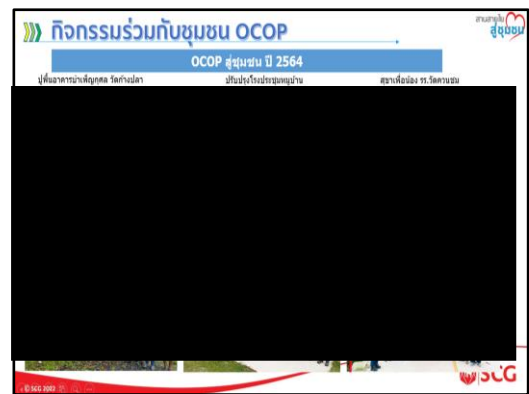 กิจกรรมร่วมกับชุมชน OCOP
สานสายใย
สู่ชุมชน
OCOP สู่ชุมชน ปี 2564
ปูพื้นอาคารบำเพ็ญกุศล วัดก้างปลา
ปรับปรุงโรงประชุมหมู่บ้าน
สุขาเพื่อน้อง รร.วัดควนชม
© SCG 2022
SCG